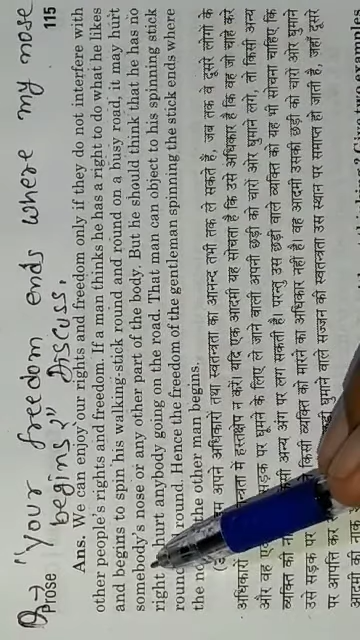 Q→ "Your freedom ends where my nose
prose
begins." Discuss.
115
Ans. We can enjoy our rights and freedom only if they do not interfere with
other people's rights and freedom. If a man thinks he has a right to do what he likes
and begins to spin his walking-stick round and round on a busy road, it may hurt
somebody's nose or any other part of the body. But he should think that he has no
right hurt anybody going on the road. That man can object to his spinning stick
round round. Hence the freedom of the gentleman spinning the stick ends where
the no the other man begins.
म अपने अधिकारों तथा स्वतन्त्रता का आनन्द तभी तक ले सकते हैं, जब तक वे दूसरे लोगों के
अधिकारों में हस्तक्षेप न करें। यदि एक आदमी यह सोचता है कि उसे अधिकार है कि वह जो चाहे करे
और वह सड़क पर घूमने के लिए ले जाने वाली अपनी छड़ी को चारों ओर घुमाने लगे, तो किसी अन्य
व्यक्ति को अन्य अंग पर लग सकती है। परन्तु उस छड़ी वाले व्यक्ति को यह भी सोचना चाहिए कि
उसे सड़क पर किसी व्यक्ति को मारने का अधिकार नहीं है। वह आदमी उसकी छड़ी को चारों ओर घुमाने
पर आपत्ति कर घुमाने वाले सज्जन की स्वतन्त्रता उस स्थान पर समाप्त हो जाती है, जहाँ दूसरे
आदमी की नाक